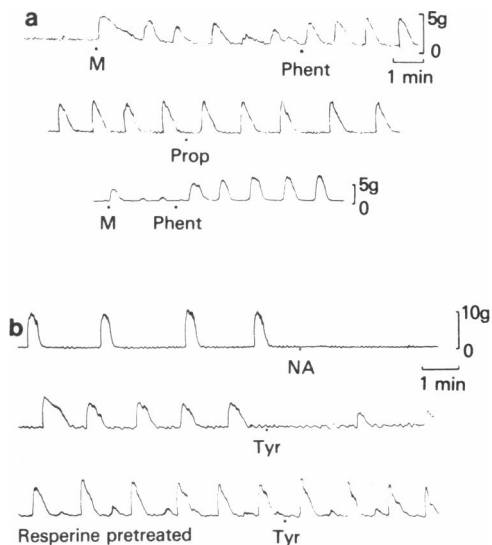 a
5g
0
M Phent 1 min
Prop
5g
0
M Phent
b
10g
0
NA
1 min
Tyr
Resperine pretreated Tyr